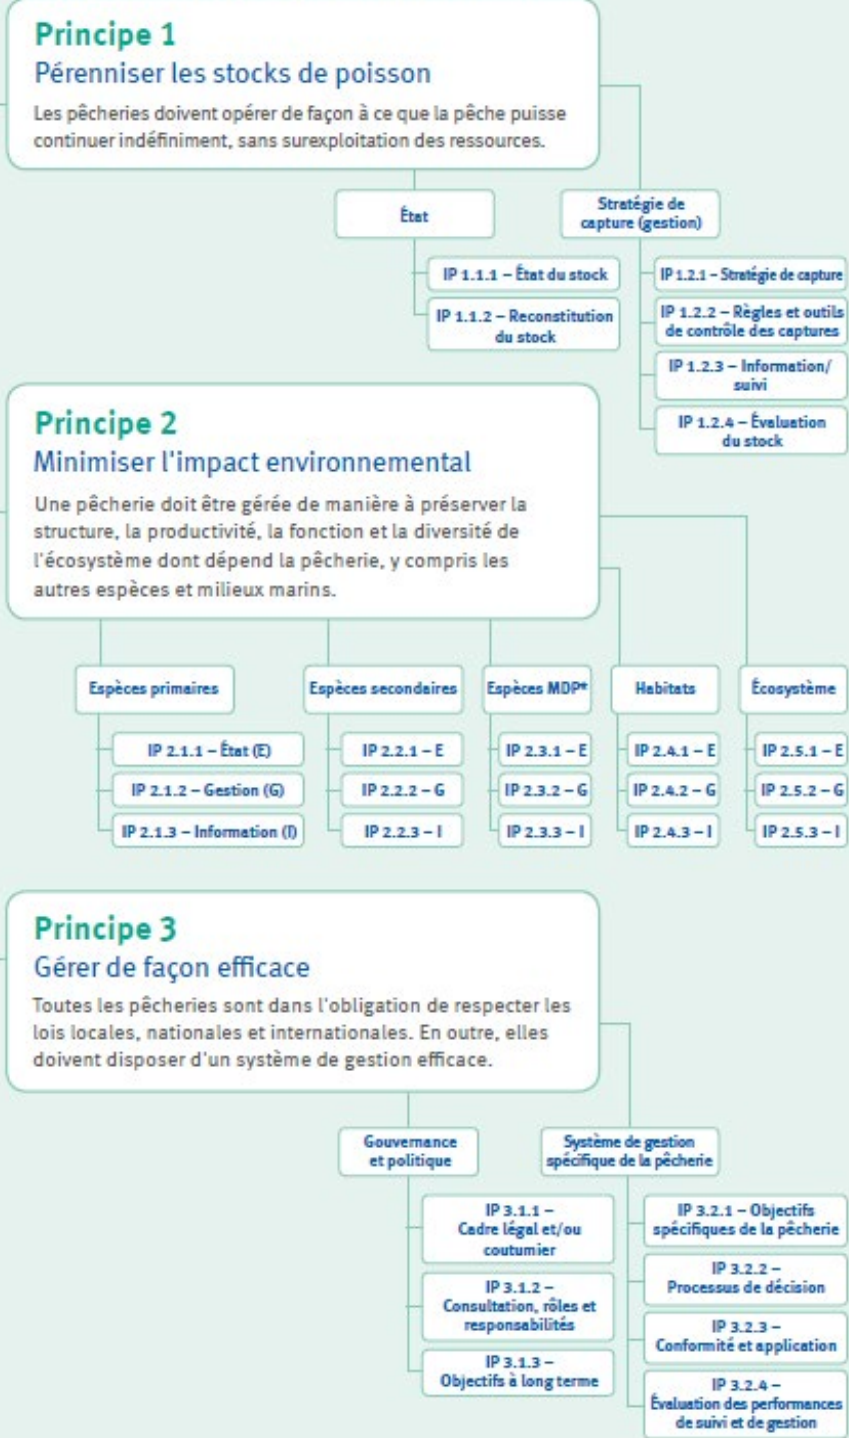 Principe 1
Pérenniser les stocks de poisson
Les pêcheries doivent opérer de façon à ce que la pêche puisse
continuer indéfiniment, sans surexploitation des ressources.
État
Stratégie de
capture (gestion)
IP 1.1.1 – État du stock
IP 1.1.2 – Reconstitution
du stock
IP 1.2.1 – Stratégie de capture
IP 1.2.2 – Règles et outils
de contrôle des captures
IP 1.2.3 – Information/
suivi
IP 1.2.4 – Évaluation
du stock
Principe 2
Minimiser l'impact environnemental
Une pêcherie doit être gérée de manière à préserver la
structure, la productivité, la fonction et la diversité de
l'écosystème dont dépend la pêcherie, y compris les
autres espèces et milieux marins.
Espèces primaires
IP 2.1.1 – État (E)
IP 2.1.2 – Gestion (G)
IP 2.1.3 – Information (I)
Espèces secondaires
IP 2.2.1 – E
IP 2.2.2 – G
IP 2.2.3 – I
Espèces MDP*
IP 2.3.1 – E
IP 2.3.2 – G
IP 2.3.3 – I
Habitats
IP 2.4.1 – E
IP 2.4.2 – G
IP 2.4.3 – I
Écosystème
IP 2.5.1 – E
IP 2.5.2 – G
IP 2.5.3 – I
Principe 3
Gérer de façon efficace
Toutes les pêcheries sont dans l'obligation de respecter les
lois locales, nationales et internationales. En outre, elles
doivent disposer d'un système de gestion efficace.
Gouvernance
et politique
IP 3.1.1 –
Cadre légal et/ou
coutumier
IP 3.1.2 –
Consultation, rôles et
responsabilités
IP 3.1.3 –
Objectifs à long terme
Système de gestion
spécifique de la pêcherie
IP 3.2.1 – Objectifs
spécifiques de la pêcherie
IP 3.2.2 –
Processus de décision
IP 3.2.3 –
Conformité et application
IP 3.2.4 –
Évaluation des performances
de suivi et de gestion